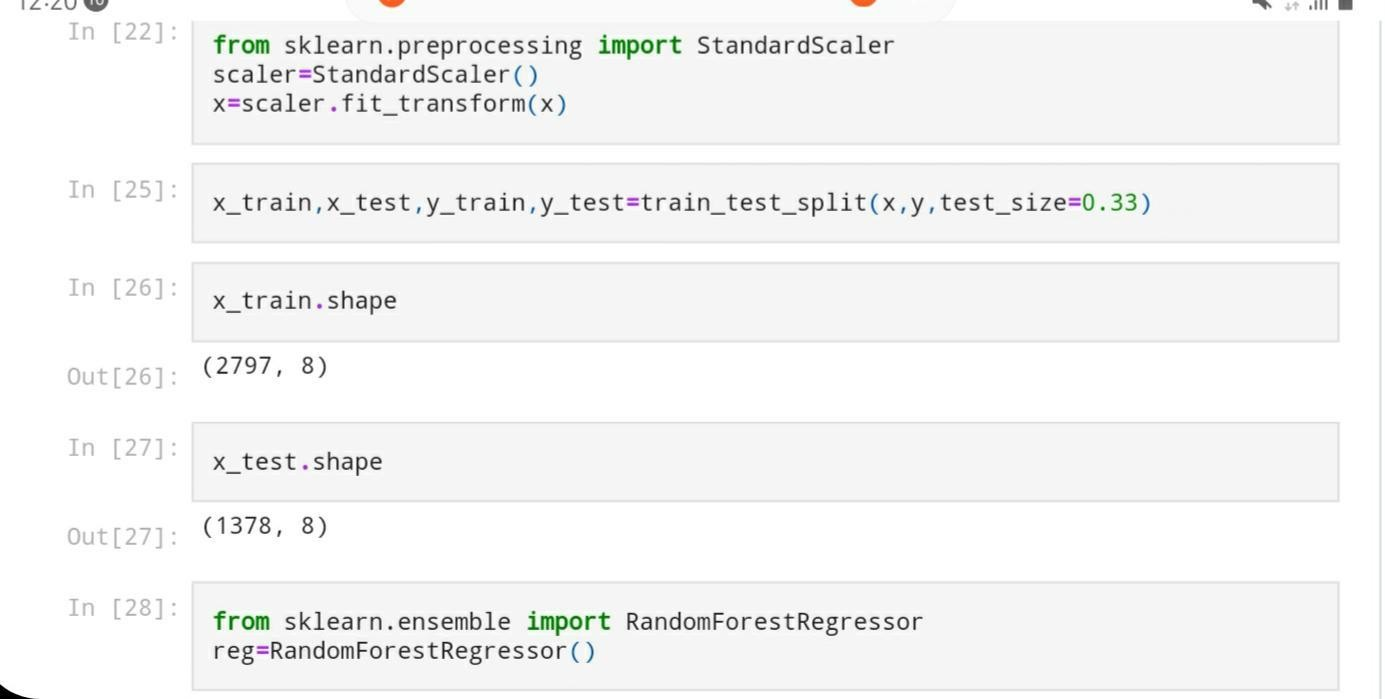 12:20
In [22]:
from sklearn.preprocessing import StandardScaler
scaler=StandardScaler()
x=scaler.fit_transform(x)
In [25]:
x_train,x_test,y_train,y_test=train_test_split(x,y,test_size=0.33)
In [26]:
x_train.shape
Out[26]:
(2797, 8)
In [27]:
x_test.shape
Out[27]:
(1378, 8)
In [28]:
from sklearn.ensemble import RandomForestRegressor
reg=RandomForestRegressor()